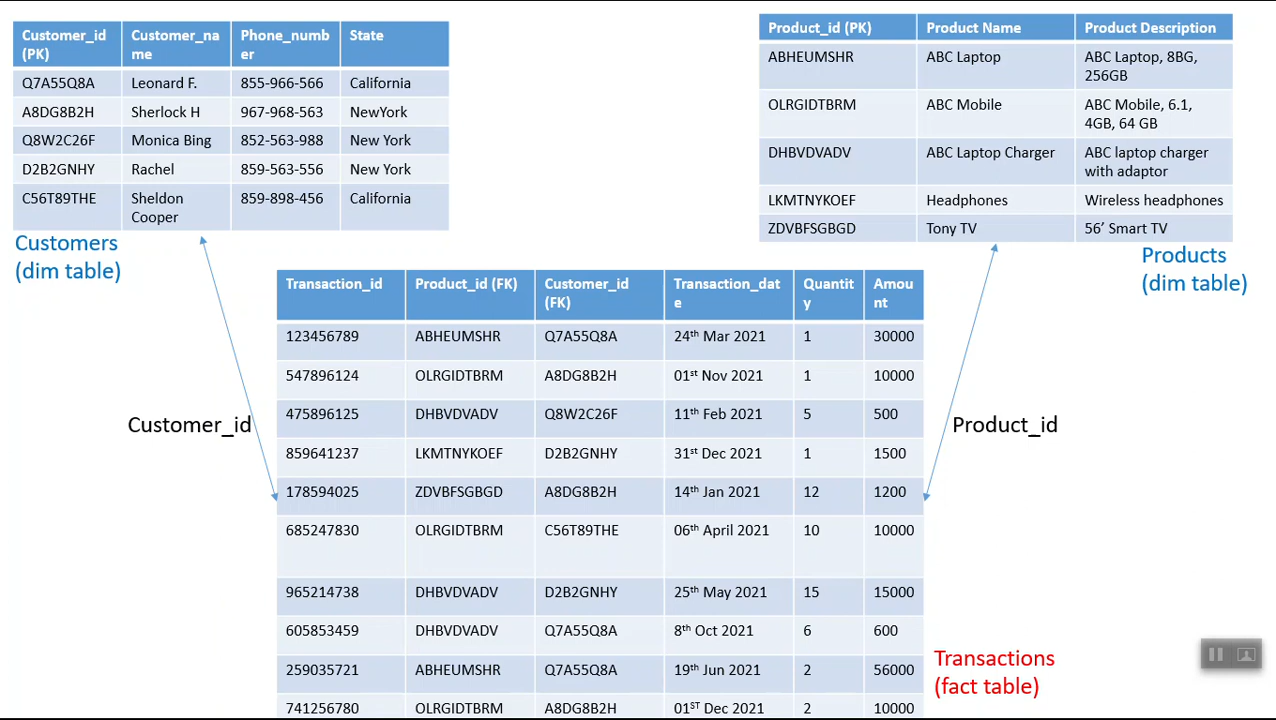 Customer_id (PK) Customer_name Phone_number State
Q7A55Q8A Leonard F. 855-966-566 California
A8DG8B2H Sherlock H 967-968-563 NewYork
Q8W2C26F Monica Bing 852-563-988 New York
D2B2GNHY Rachel 859-563-556 New York
C56T89THE Sheldon Cooper 859-898-456 California
Customers
(dim table)
Product_id (PK) Product Name Product Description
ABHEUMSHR ABC Laptop ABC Laptop, 8BG, 256GB
OLRGIDTBRM ABC Mobile ABC Mobile, 6.1, 4GB, 64 GB
DHBVDVADV ABC Laptop Charger ABC laptop charger with adaptor
LKMTNYKOEF Headphones Wireless headphones
ZDVBFSGBGD Tony TV 56’ Smart TV
Products
(dim table)
Customer_id
Product_id
Transaction_id Product_id (FK) Customer_id (FK) Transaction_date Quantity Amount
123456789 ABHEUMSHR Q7A55Q8A 24th Mar 2021 1 30000
547896124 OLRGIDTBRM A8DG8B2H 01st Nov 2021 1 10000
475896125 DHBVDVADV Q8W2C26F 11th Feb 2021 5 500
859641237 LKMTNYKOEF D2B2GNHY 31st Dec 2021 1 1500
178594025 ZDVBFSGBGD A8DG8B2H 14th Jan 2021 12 1200
685247830 OLRGIDTBRM C56T89THE 06th April 2021 10 10000
965214738 DHBVDVADV D2B2GNHY 25th May 2021 15 15000
605853459 DHBVDVADV Q7A55Q8A 8th Oct 2021 6 600
259035721 ABHEUMSHR Q7A55Q8A 19th Jun 2021 2 56000
741256780 OLRGIDTBRM A8DG8B2H 01ST Dec 2021 2 10000
Transactions
(fact table)